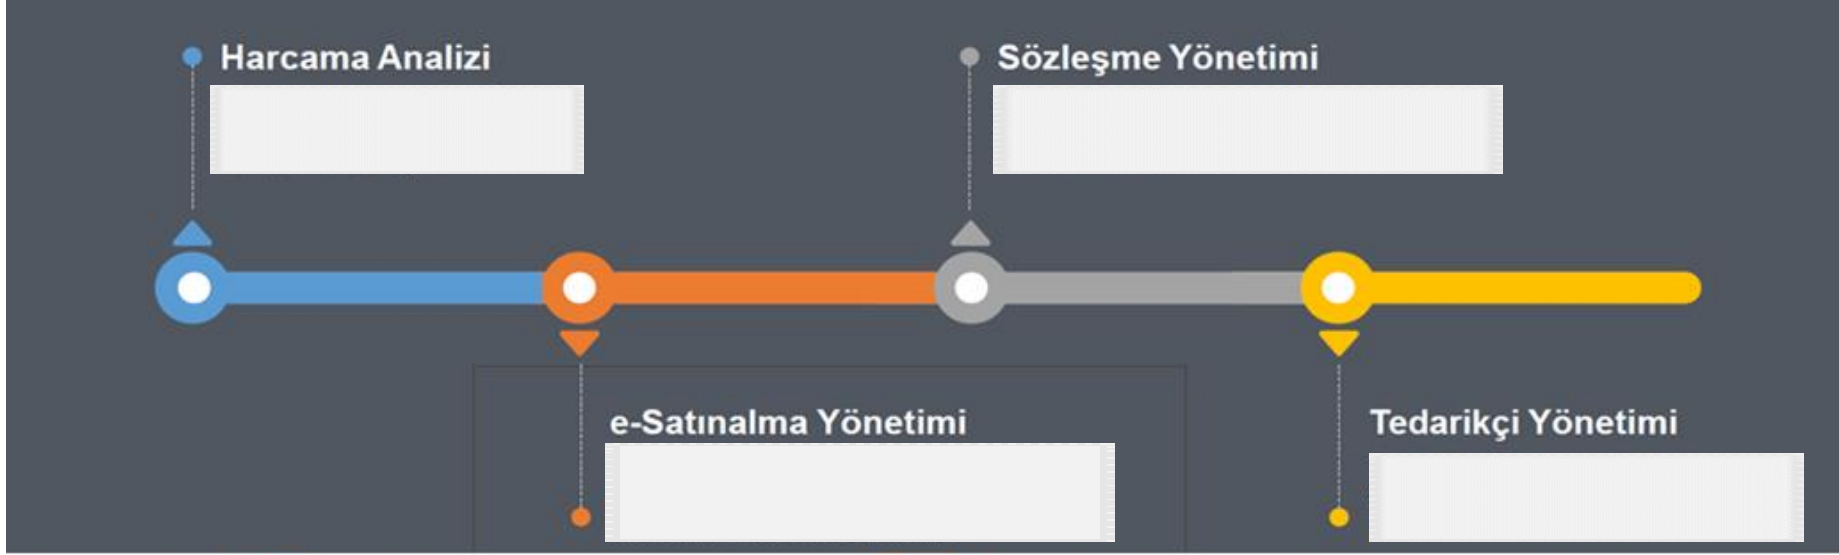 Harcama Analizi
Sözleşme Yönetimi
e-Satınalma Yönetimi
Tedarikçi Yönetimi